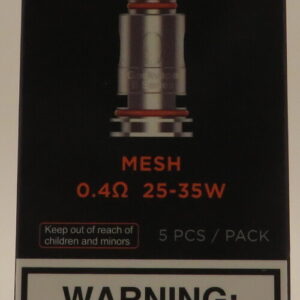 MESH
0.4Ω 25-35W
Keep out of reach of
children and minors
5 PCS / PACK
WARNING: